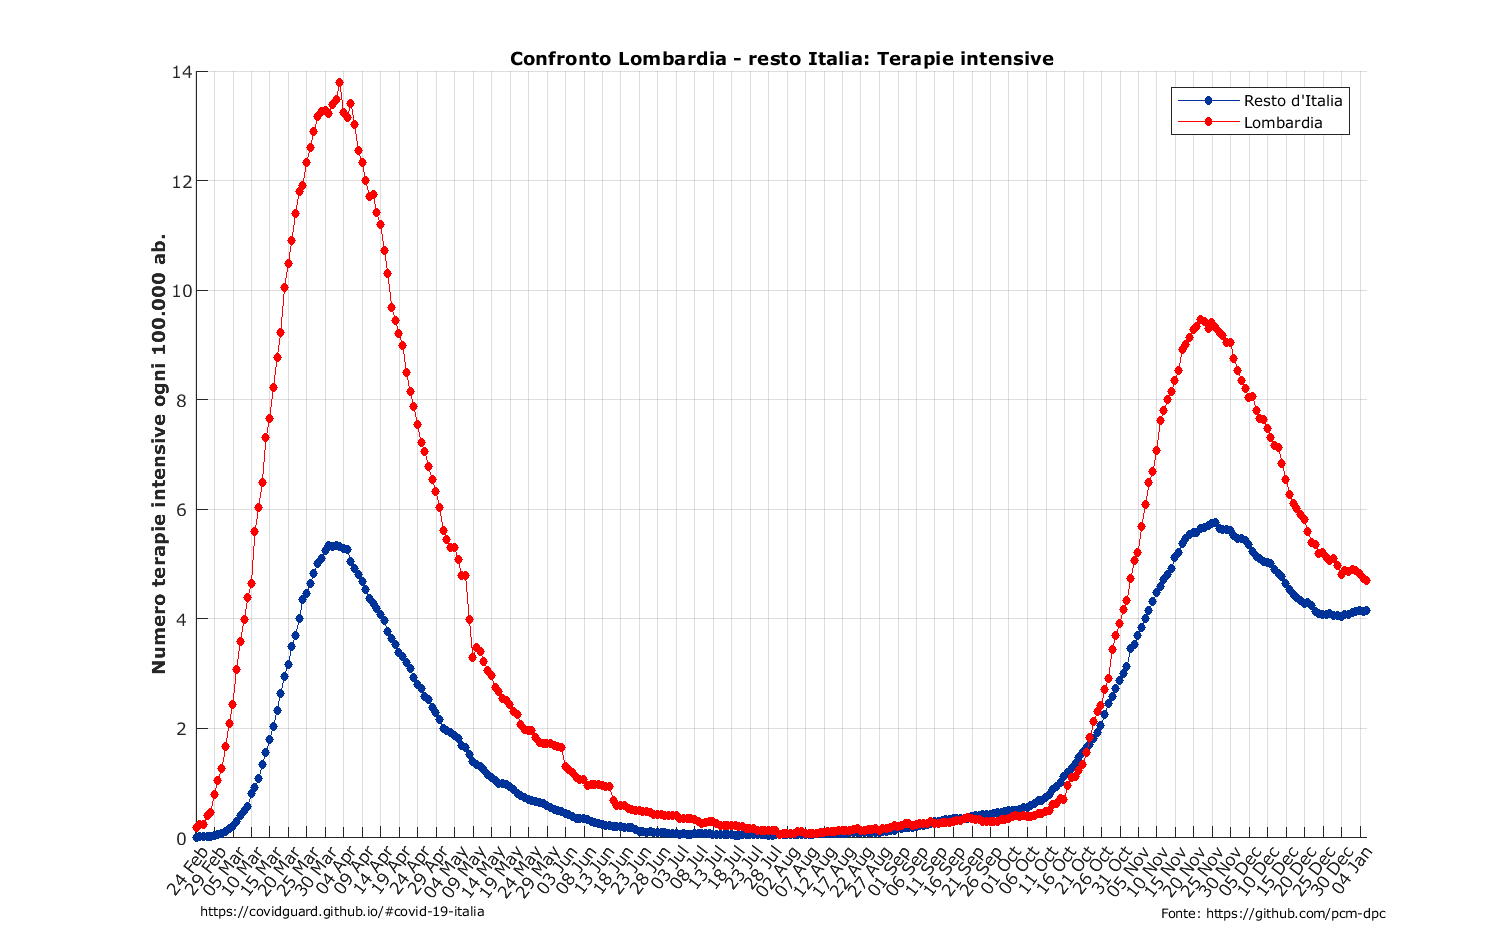 Confronto Lombardia - resto Italia: Terapie intensive
Numero terapie intensive ogni 100.000 ab.
14
12
10
8
6
4
2
0
Resto d'Italia
Lombardia
24 Feb
29 Feb
05 Mar
10 Mar
15 Mar
20 Mar
25 Mar
30 Mar
04 Apr
09 Apr
14 Apr
19 Apr
24 Apr
29 Apr
04 May
09 May
14 May
19 May
24 May
29 May
03 Jun
08 Jun
13 Jun
18 Jun
23 Jun
28 Jun
03 Jul
08 Jul
13 Jul
18 Jul
23 Jul
28 Jul
02 Aug
07 Aug
12 Aug
17 Aug
22 Aug
27 Aug
01 Sep
06 Sep
11 Sep
16 Sep
21 Sep
26 Sep
01 Oct
06 Oct
11 Oct
16 Oct
21 Oct
26 Oct
31 Oct
05 Nov
10 Nov
15 Nov
20 Nov
25 Nov
30 Nov
05 Dec
10 Dec
15 Dec
20 Dec
25 Dec
30 Dec
04 Jan
https://covidguard.github.io/#covid-19-italia
Fonte: https://github.com/pcm-dpc